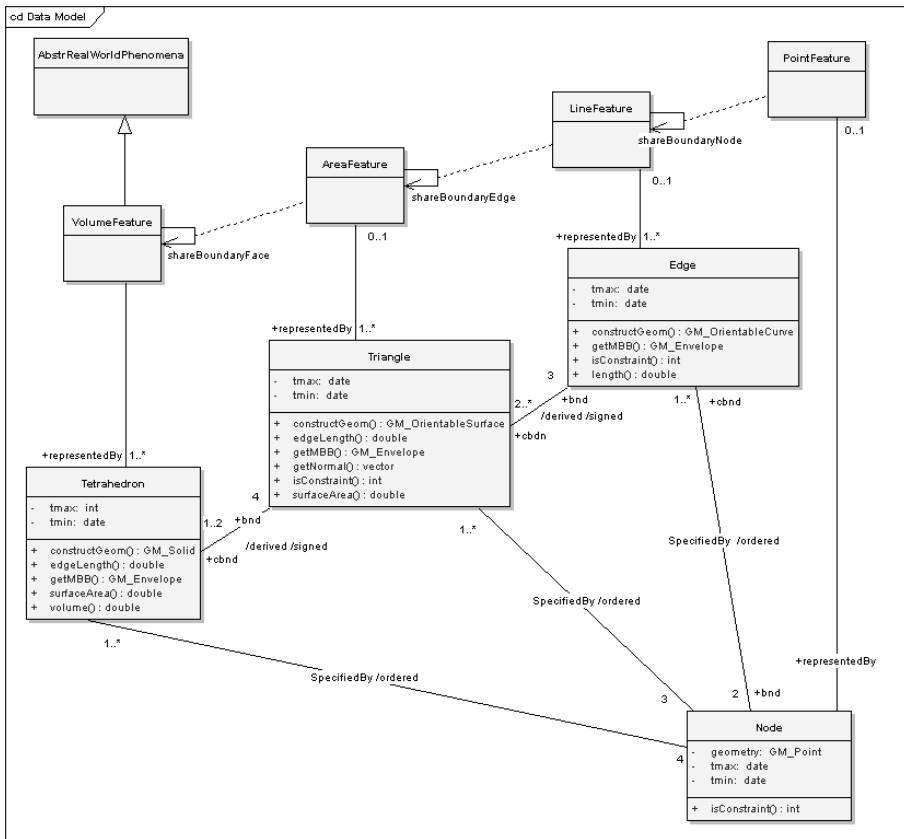 cd Data Model
AbstrRealWorldPhenomena
PointFeature
LineFeature
0..1
shareBoundaryNode
AreaFeature
0..1
shareBoundaryEdge
VolumeFeature
0..1
shareBoundaryFace
+representedBy 1..*
Edge
- tmax: date
- tmin: date
+ constructGeom() : GM_OrientableCurve
+ getMBB() : GM_Envelope
+ isConstraint() : int
+ length() : double
+representedBy 1..*
Triangle
- tmax: date
- tmin: date
+ constructGeom() : GM_OrientableSurface
+ edgeLength() : double
+ getMBB() : GM_Envelope
+ getNormal() : vector
+ isConstraint() : int
+ surfaceArea() : double
3
+bnd
2..*
/derived /signed
+cbdn
1..*
+cbnd
+representedBy 1..*
Tetrahedron
- tmax: int
- tmin: date
+ constructGeom() : GM_Solid
+ edgeLength() : double
+ getMBB() : GM_Envelope
+ surfaceArea() : double
+ volume() : double
4
1..2
+bnd
/derived /signed
+cbnd
1..*
SpecifiedBy /ordered
SpecifiedBy /ordered
1..*
SpecifiedBy /ordered
+representedBy
3
2
+bnd
4
Node
- geometry: GM_Point
- tmax: date
- tmin: date
+ isConstraint() : int